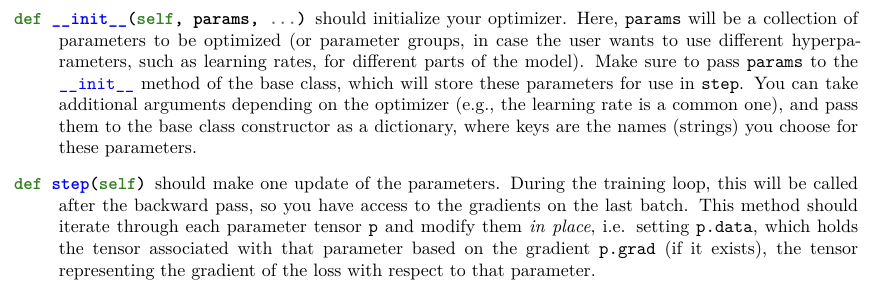 def __init__(self, params, ...) should initialize your optimizer. Here, params will be a collection of
parameters to be optimized (or parameter groups, in case the user wants to use different hyperpa-
rameters, such as learning rates, for different parts of the model). Make sure to pass params to the
__init__ method of the base class, which will store these parameters for use in step. You can take
additional arguments depending on the optimizer (e.g., the learning rate is a common one), and pass
them to the base class constructor as a dictionary, where keys are the names (strings) you choose for
these parameters.
def step(self) should make one update of the parameters. During the training loop, this will be called
after the backward pass, so you have access to the gradients on the last batch. This method should
iterate through each parameter tensor p and modify them in place, i.e. setting p.data, which holds
the tensor associated with that parameter based on the gradient p.grad (if it exists), the tensor
representing the gradient of the loss with respect to that parameter.